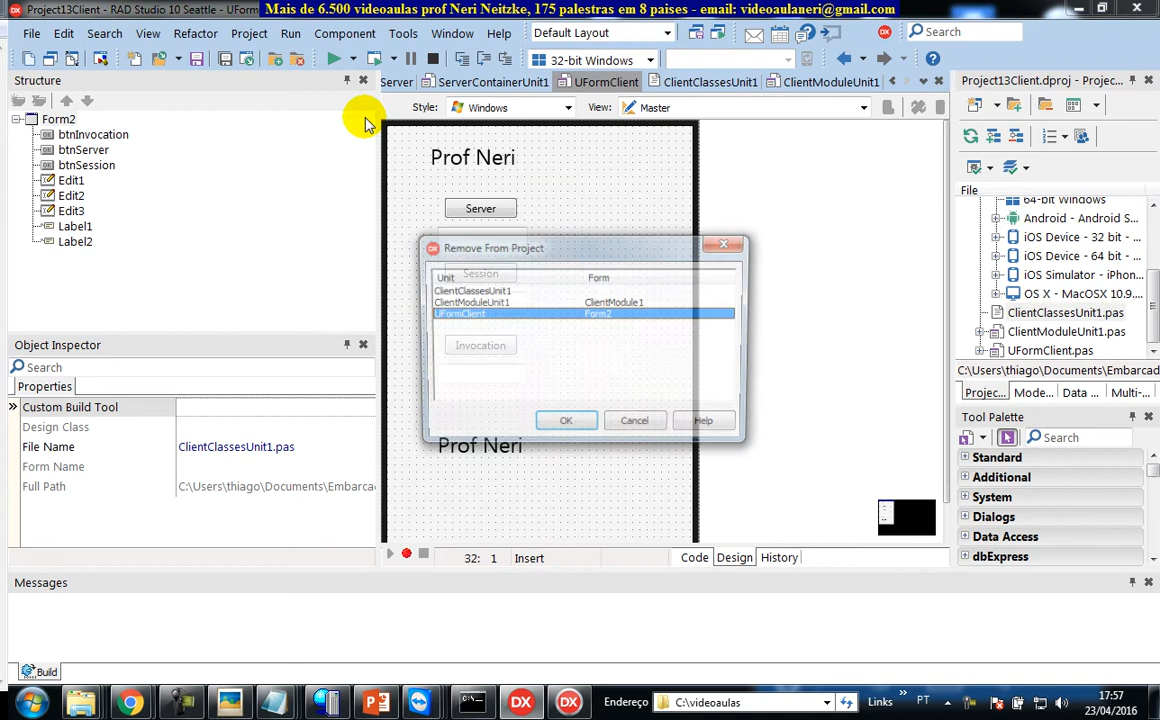 Project13Client - RAD Studio 10 Seattle - UFor
Mais de 6.500 videoaulas prof Neri Neitzke, 175 palestras em 8 paises - email: videoaulaneri@gmail.com
File Edit Search View Refactor Project Run Component Tools Window Help
Default Layout
Search
32-bit Windows
Structure
Server ServerContainerUnit1 UFormClient ClientClassesUnit1 ClientModuleUnit1
Project13Client.dproj - Projec...
Style: Windows View: Master
Form2
btnInvocation
btnServer
btnSession
Edit1
Edit2
Edit3
Label1
Label2
Prof Neri
Server
Session
Invocation
Prof Neri
Remove From Project
Unit Form
ClientClassesUnit1
ClientModuleUnit1 ClientModule1
UFormClient Form2
OK Cancel Help
File
64-bit Windows
Android - Android S...
iOS Device - 32 bit - ...
iOS Device - 64 bit - ...
iOS Simulator - iPhon...
OS X - MacOSX 10.9....
ClientClassesUnit1.pas
ClientModuleUnit1.pas
UFormClient.pas
C:\Users\thiago\Documents\Embarcad
Projec... Mode... Data ... Multi-...
Object Inspector
Search
Properties
Custom Build Tool
Design Class
File Name ClientClassesUnit1.pas
Form Name
Full Path C:\Users\thiago\Documents\Embarcad
Tool Palette
Search
Standard
Additional
System
Dialogs
Data Access
dbExpress
32: 1 Insert
Code Design History
Messages
Build
Endereço C:\videoaulas
Links
PT
17:57
23/04/2016